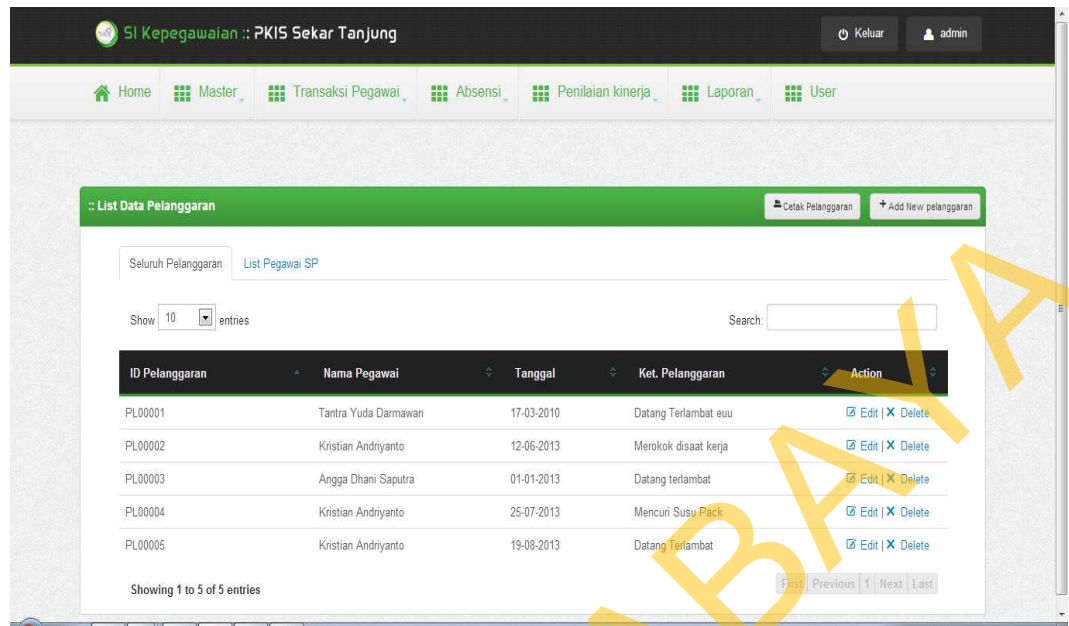 SI Kepegawaian :: PKIS Sekar Tanjung
Keluar admin
Home Master Transaksi Pegawai Absensi Penilaian kinerja Laporan User
:: List Data Pelanggaran Cetak Pelanggaran + Add New pelanggaran
Seluruh Pelanggaran List Pegawai SP
Show 10 entries Search:
ID Pelanggaran Nama Pegawai Tanggal Ket. Pelanggaran Action
PL00001 Tantra Yuda Darmawan 17-03-2010 Datang Terlambat euu Edit | X Delete
PL00002 Kristian Andriyanto 12-06-2013 Merokok disaat kerja Edit | X Delete
PL00003 Angga Dhani Saputra 01-01-2013 Datang terlambat Edit | X Delete
PL00004 Kristian Andriyanto 25-07-2013 Mencuri Susu Pack Edit | X Delete
PL00005 Kristian Andriyanto 19-08-2013 Datang Terlambat Edit | X Delete
Showing 1 to 5 of 5 entries First Previous 1 Next Last
BAYA